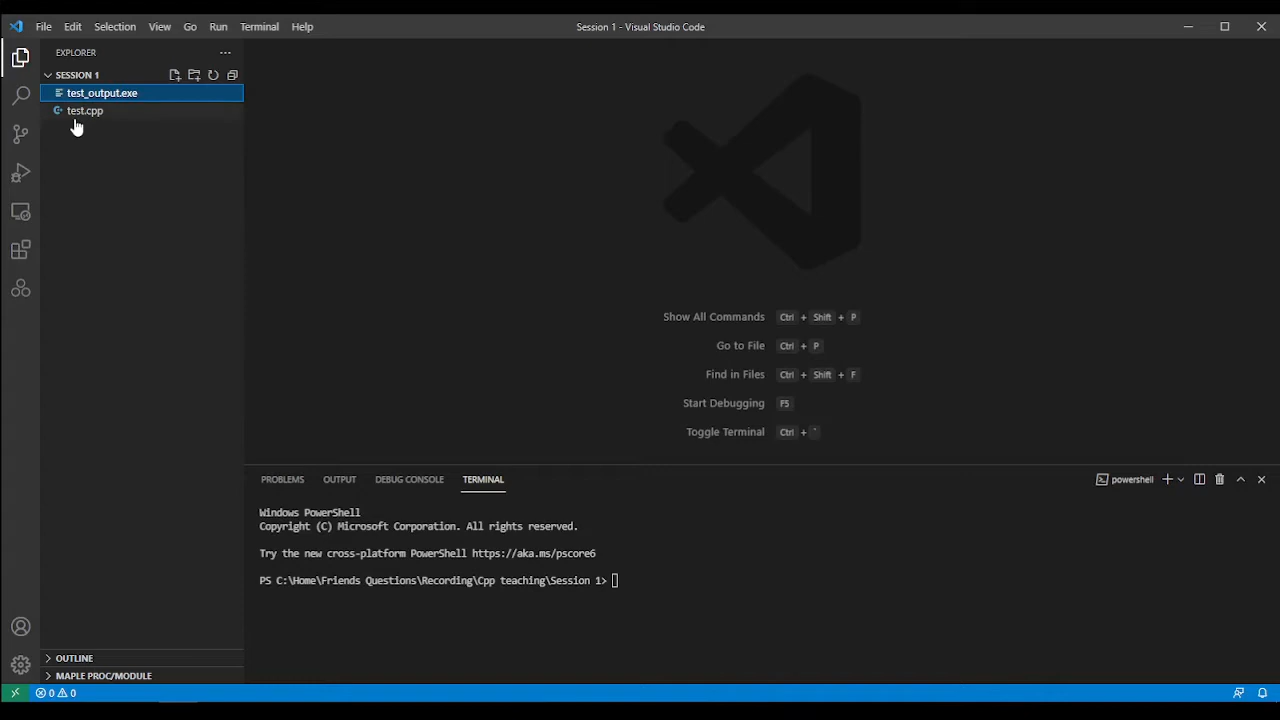 File Edit Selection View Go Run Terminal Help
Session 1 - Visual Studio Code
EXPLORER
SESSION 1
test_output.exe
test.cpp
Show All Commands Ctrl + Shift + P
Go to File Ctrl + P
Find in Files Ctrl + Shift + F
Start Debugging F5
Toggle Terminal Ctrl + `
PROBLEMS OUTPUT DEBUG CONSOLE TERMINAL
powershell
Windows PowerShell
Copyright (C) Microsoft Corporation. All rights reserved.
Try the new cross-platform PowerShell https://aka.ms/pscore6
PS C:\Home\Friends Questions\Recording\Cpp teaching\Session 1>
OUTLINE
MAPLE PROC/MODULE
0 0